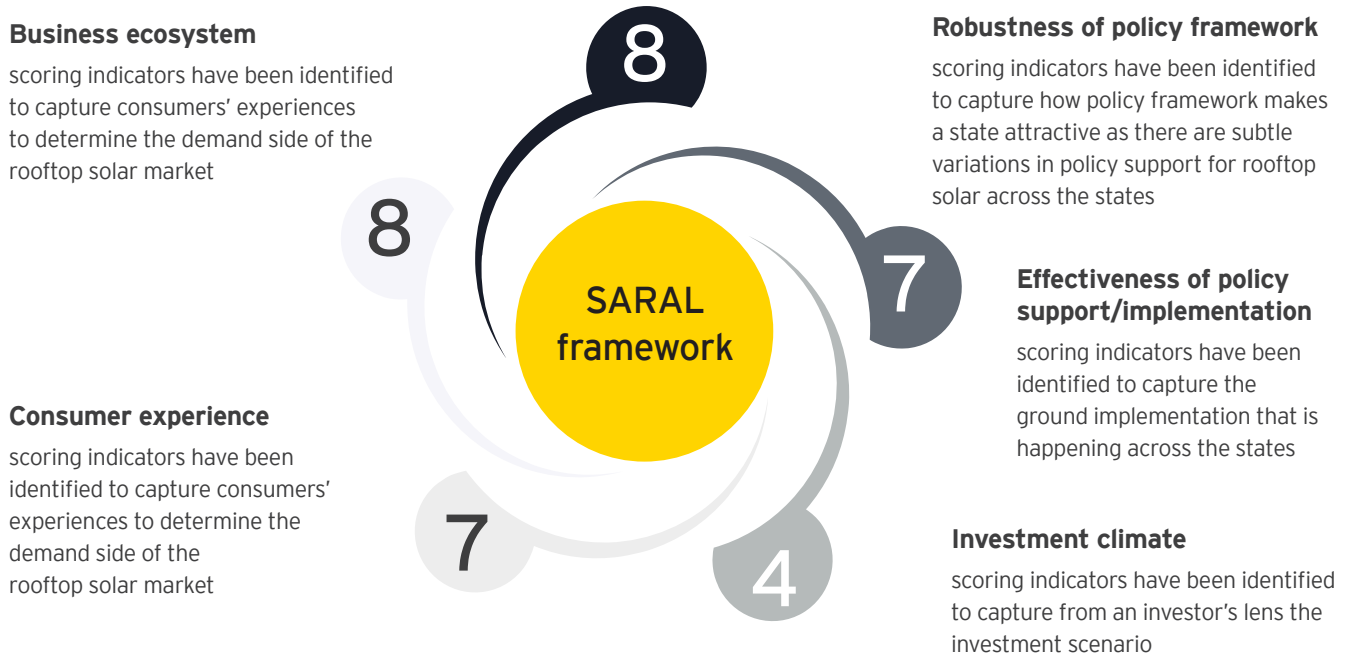 Business ecosystem
scoring indicators have been identified
to capture consumers’ experiences
to determine the demand side of the
rooftop solar market
8
8
Consumer experience
scoring indicators have been
identified to capture consumers’
experiences to determine the
demand side of the
rooftop solar market
7
SARAL
framework
Robustness of policy framework
scoring indicators have been identified
to capture how policy framework makes
a state attractive as there are subtle
variations in policy support for rooftop
solar across the states
7
Effectiveness of policy
support/implementation
scoring indicators have been
identified to capture the
ground implementation that is
happening across the states
4
Investment climate
scoring indicators have been identified
to capture from an investor’s lens the
investment scenario